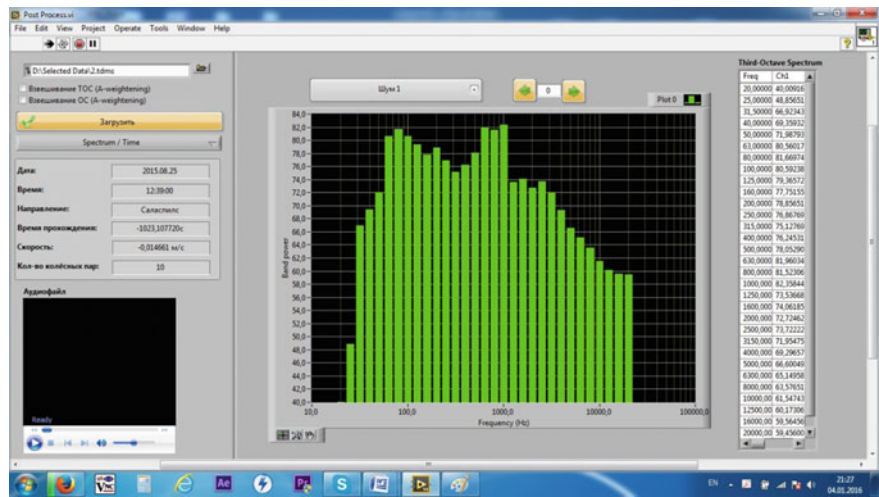 Post Process.vi
File Edit View Project Operate Tools Window Help
D:\Selected Data\2.tdms
Взвешивание ТОС (A-weightening)
Взвешивание ОС (A-weightening)
Загрузить
Spectrum / Time
Дата: 2015.08.25
Время: 12:39:00
Направление: Саласпилс
Время прохождения: -1023,107720c
Скорость: -0,014661 м/с
Кол-во колёсных пар: 10
Аудиофайл
Ready
Шум 1
0
Plot 0
84,0
82,0
80,0
78,0
76,0
74,0
72,0
70,0
68,0
66,0
64,0
62,0
60,0
58,0
56,0
54,0
52,0
50,0
48,0
46,0
44,0
42,0
40,0
Band power
10,0 100,0 1000,0 10000,0 100000,0
Frequency (Hz)
Third-Octave Spectrum
Freq Ch1
20,00000 40,00916
25,00000 48,85651
31,50000 66,92343
40,00000 69,35932
50,00000 71,98793
63,00000 80,56017
80,00000 81,66974
100,0000 80,59238
125,0000 79,36572
160,0000 77,75155
200,0000 78,85651
250,0000 76,86769
315,0000 75,12769
400,0000 76,24531
500,0000 78,05290
630,0000 81,96034
800,0000 81,52306
1000,000 82,35844
1250,000 73,53668
1600,000 74,06185
2000,000 72,72462
2500,000 73,72222
3150,000 71,95475
4000,000 69,29657
5000,000 66,60049
6300,000 65,14958
8000,000 63,57651
10000,00 61,54743
12500,00 60,17306
16000,00 59,56456
20000,00 59,45600
VNC
Ae
Pr
S
W
EN
21:27
04.01.2016